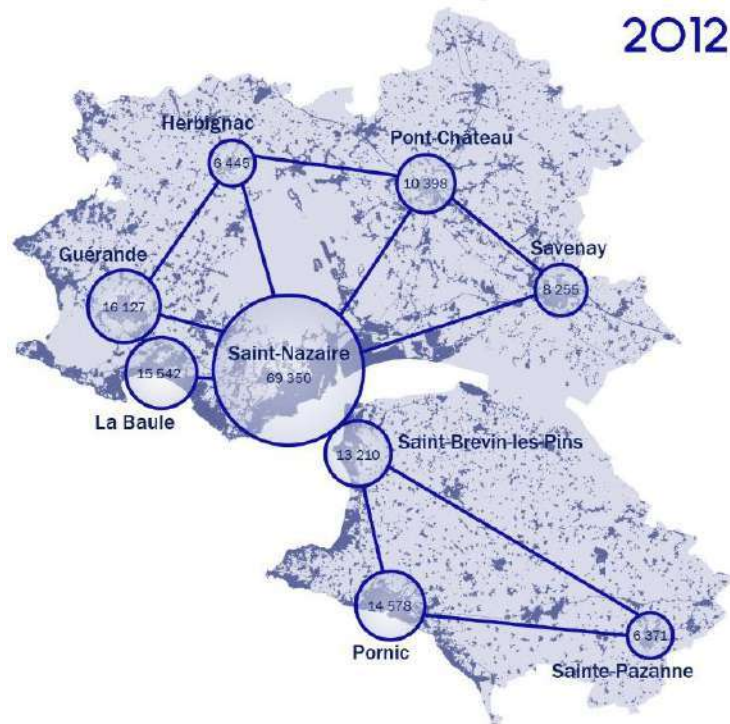 2012
Herbignac
6 445
Pont-Château
10 398
Guérande
16 127
Savenay
8 255
Saint-Nazaire
69 350
15 542
La Baule
Saint-Brevin-les-Pins
13 210
14 578
Pornic
6 371
Sainte-Pazanne